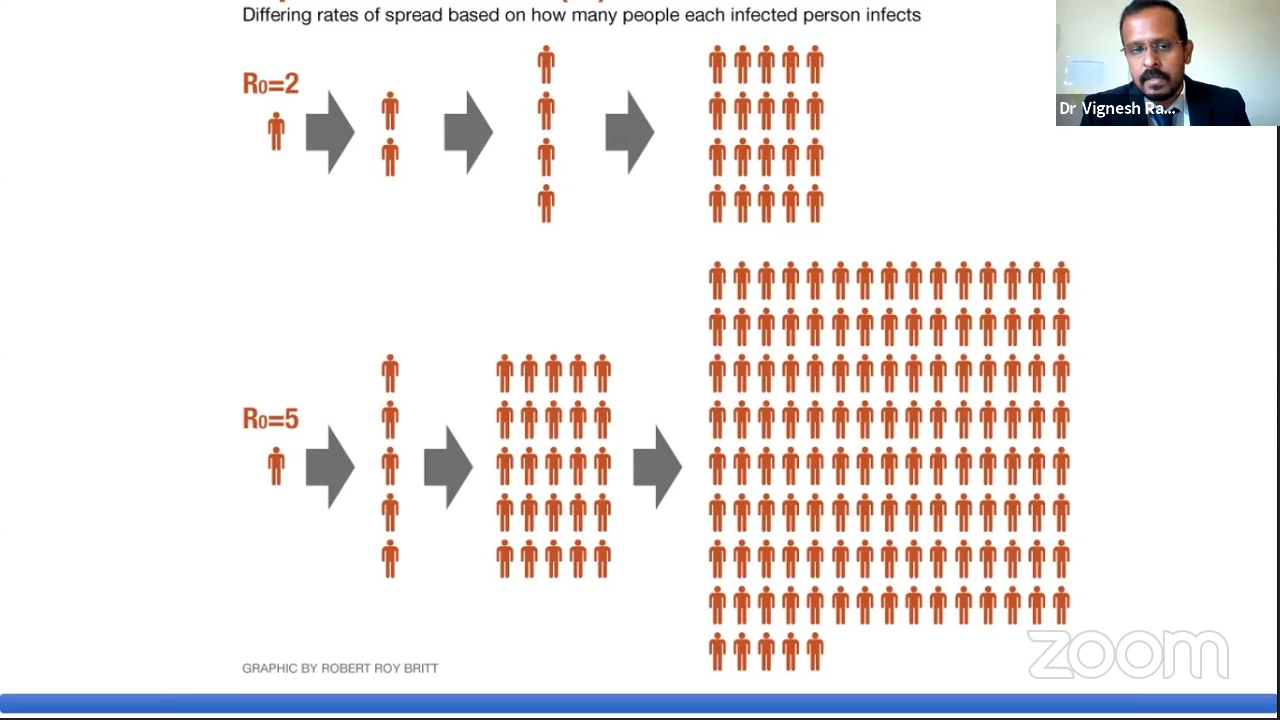 Differing rates of spread based on how many people each infected person infects
R0=2
Dr Vignesh Ra...
R0=5
GRAPHIC BY ROBERT ROY BRITT
zoom